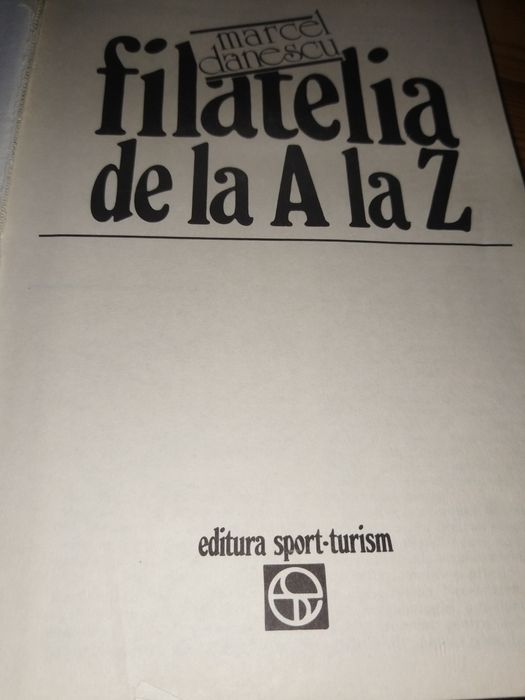 marcel
danescu
filatelia
de la A la Z
editura sport-turism